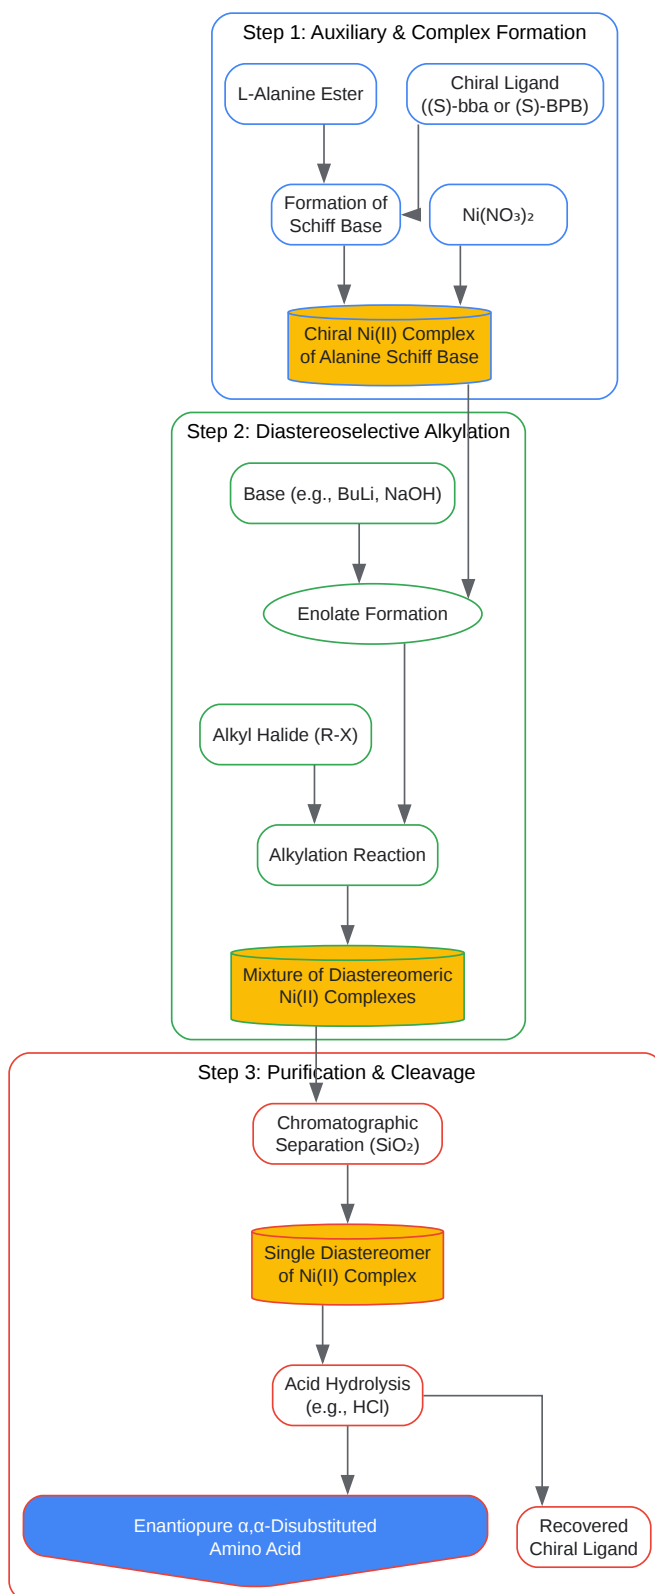 Step 1: Auxiliary & Complex Formation
L-Alanine Ester
Chiral Ligand
((S)-bba or (S)-BPB)
Formation of
Schiff Base
Ni(NO₃)₂
Chiral Ni(II) Complex
of Alanine Schiff Base
Step 2: Diastereoselective Alkylation
Base (e.g., BuLi, NaOH)
Enolate Formation
Alkyl Halide (R-X)
Alkylation Reaction
Mixture of Diastereomeric
Ni(II) Complexes
Step 3: Purification & Cleavage
Chromatographic
Separation (SiO₂)
Single Diastereomer
of Ni(II) Complex
Acid Hydrolysis
(e.g., HCl)
Enantiopure α,α-Disubstituted
Amino Acid
Recovered
Chiral Ligand